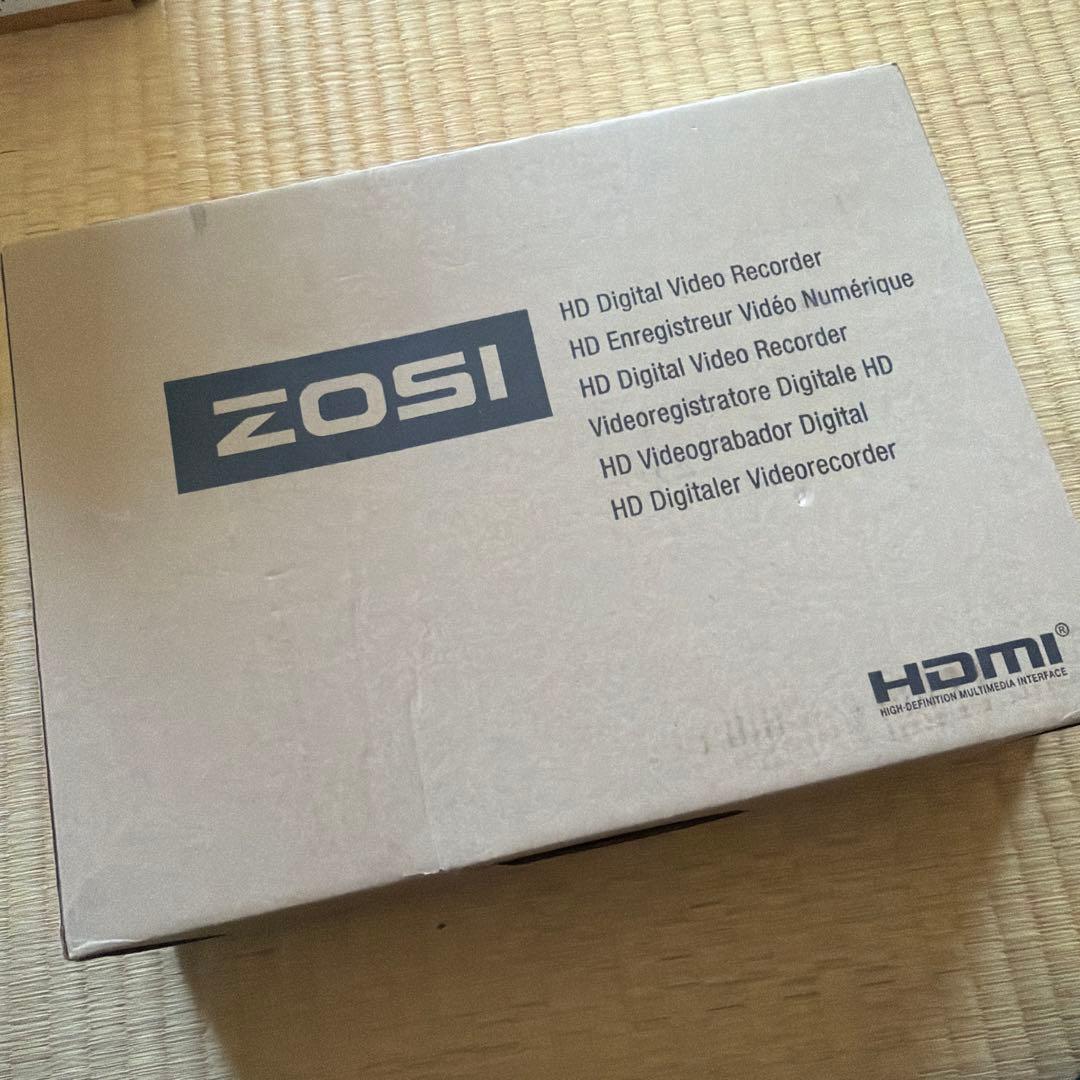 ZOSI
HD Digital Video Recorder
HD Enregistreur Vidéo Numérique
HD Digital Video Recorder
Videoregistratore Digitale HD
HD Videograbador Digital
HD Digitaler Videorecorder
HDMI®
HIGH-DEFINITION MULTIMEDIA INTERFACE